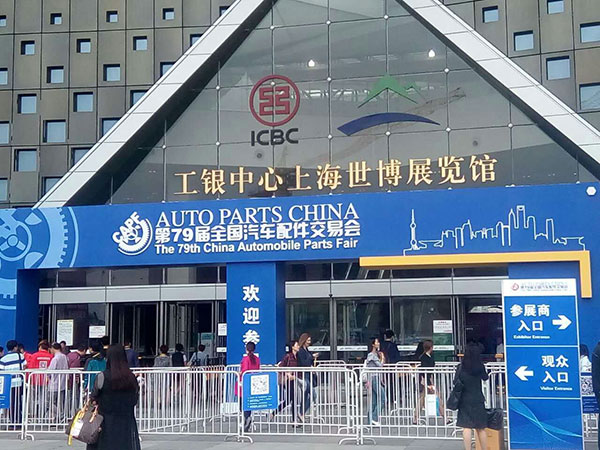 ICBC
工银中心上海世博展览馆
CAPF
AUTO PARTS CHINA
第79届全国汽车配件交易会
The 79th China Automobile Parts Fair
欢迎参
参展商
入口
Exhibitor Entrance
观众
入口
Visitor Entrance